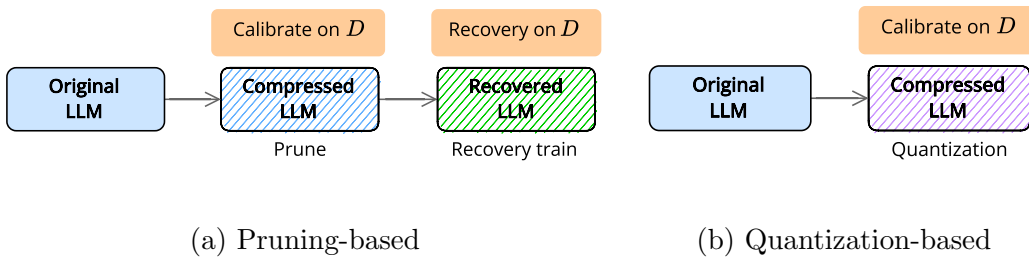 Calibrate on D
Recovery on D
Original
LLM
Compressed
LLM
Recovered
LLM
Prune
Recovery train
(a) Pruning-based
Calibrate on D
Original
LLM
Compressed
LLM
Quantization
(b) Quantization-based